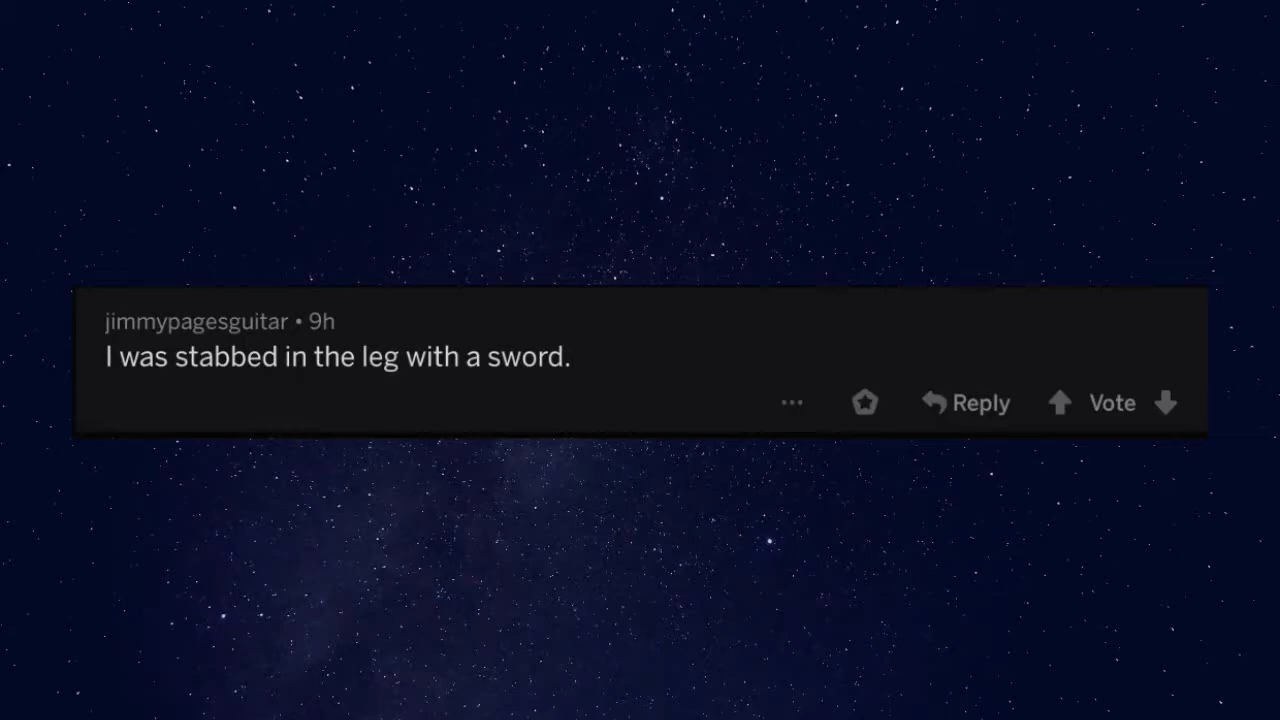 jimmypagesguitar • 9h
I was stabbed in the leg with a sword.
••• Reply Vote